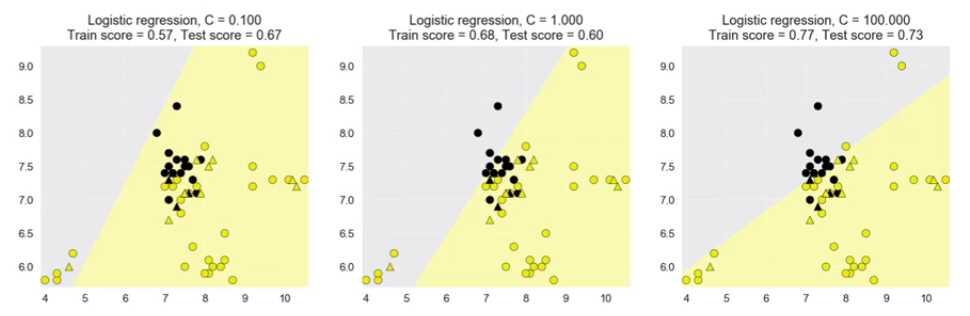 Logistic regression, C = 0.100
Train score = 0.57, Test score = 0.67
9.0
8.5
8.0
7.5
7.0
6.5
6.0
4 5 6 7 8 9 10
Logistic regression, C = 1.000
Train score = 0.68, Test score = 0.60
9.0
8.5
8.0
7.5
7.0
6.5
6.0
4 5 6 7 8 9 10
Logistic regression, C = 100.000
Train score = 0.77, Test score = 0.73
9.0
8.5
8.0
7.5
7.0
6.5
6.0
4 5 6 7 8 9 10